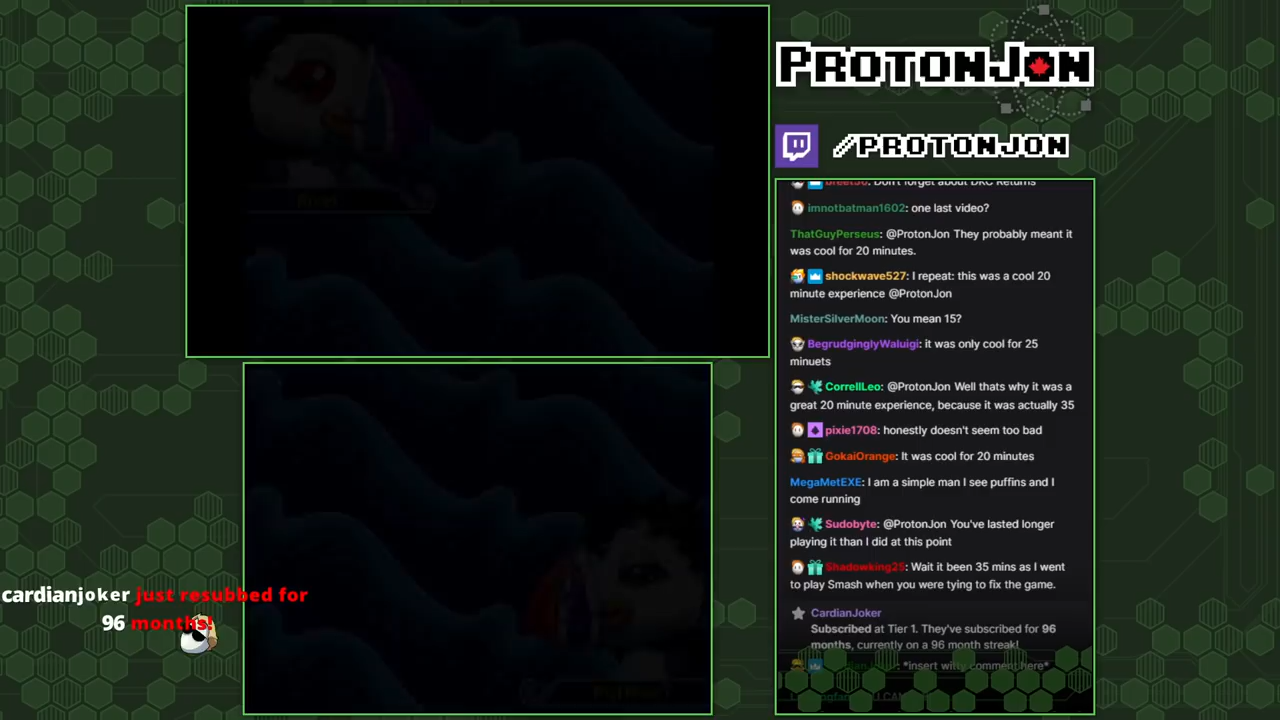 PROTONJON
/PROTONJON
Don't forget about DKC Returns
imnotbatman1602: one last video?
ThatGuyPerseus: @ProtonJon They probably meant it
was cool for 20 minutes.
shockwave527: I repeat: this was a cool 20
minute experience @ProtonJon
MisterSilverMoon: You mean 15?
BegrudginglyWaluigi: it was only cool for 25
minuets
CorrellLeo: @ProtonJon Well thats why it was a
great 20 minute experience, because it was actually 35
pixie1708: honestly doesn't seem too bad
GokaiOrange: It was cool for 20 minutes
MegaMetEXE: I am a simple man I see puffins and I
come running
Sudobyte: @ProtonJon You've lasted longer
playing it than I did at this point
Shadowking25: Wait it been 35 mins as I went
to play Smash when you were trying to fix the game.
CardianJoker
Subscribed at Tier 1. They've subscribed for 96
months, currently on a 96 month streak!
*insert witty comment here*
cardianjoker just resubbed for
96 months!